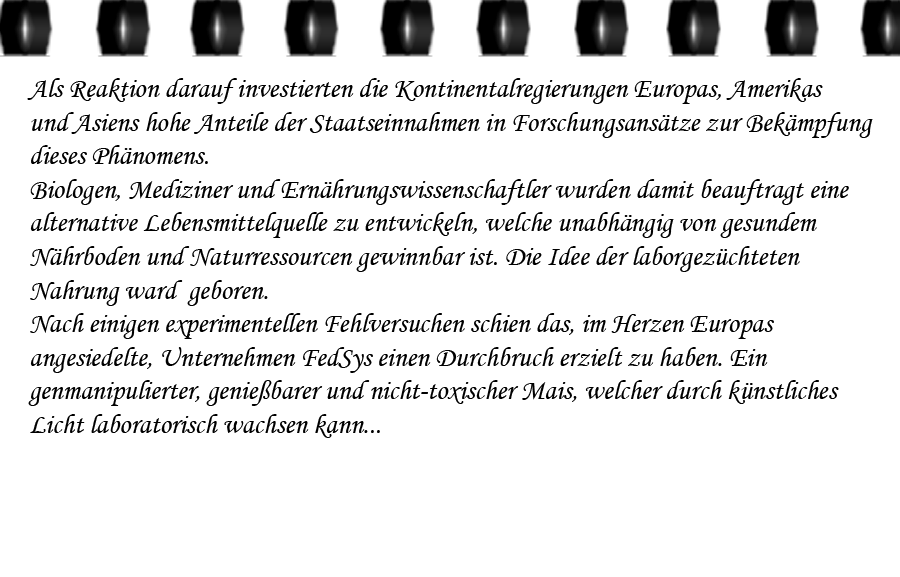 Als Reaktion darauf investierten die Kontinentalregierungen Europas, Amerikas
und Asiens hohe Anteile der Staatseinnahmen in Forschungsansätze zur Bekämpfung
dieses Phänomens.
Biologen, Mediziner und Ernährungswissenschaftler wurden damit beauftragt eine
alternative Lebensmittelquelle zu entwickeln, welche unabhängig von gesundem
Nährboden und Naturressourcen gewinnbar ist. Die Idee der laborgezüchteten
Nahrung ward  geboren.
Nach einigen experimentellen Fehlversuchen schien das, im Herzen Europas
angesiedelte, Unternehmen FedSys einen Durchbruch erzielt zu haben. Ein
genmanipulierter, genießbarer und nicht-toxischer Mais, welcher durch künstliches
Licht laboratorisch wachsen kann...